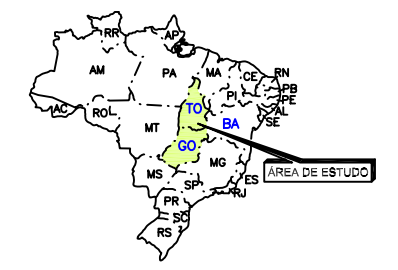 RR
AP
AM
PA
MA
CE
RN
PB
PE
AL
SE
PI
AC
RO
TO
BA
MT
GO
MG
ÁREA DE ESTUDO
MS
SP
ES
RJ
PR
SC
RS